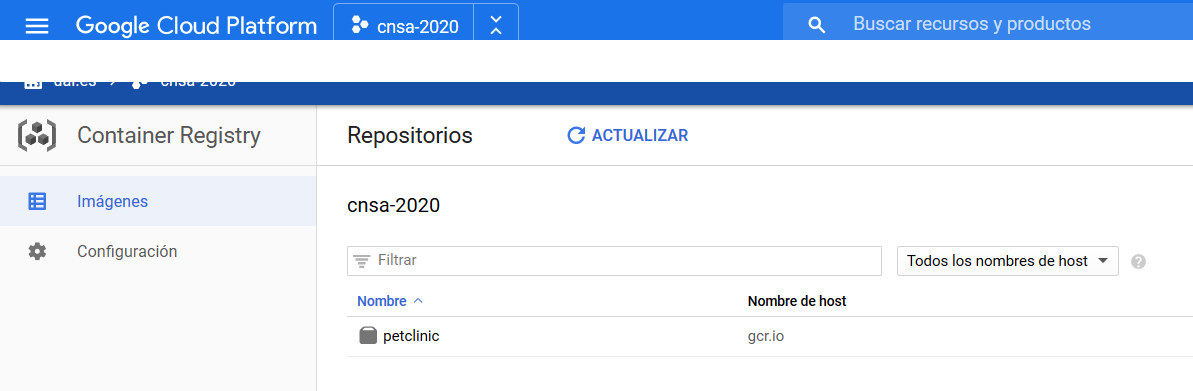 Google Cloud Platform
cnsa-2020
Buscar recursos y productos
cnsa-2020
Container Registry
Repositorios
ACTUALIZAR
Imágenes
cnsa-2020
Configuración
Filtrar
Todos los nombres de host
?
Nombre
Nombre de host
petclinic
gcr.io